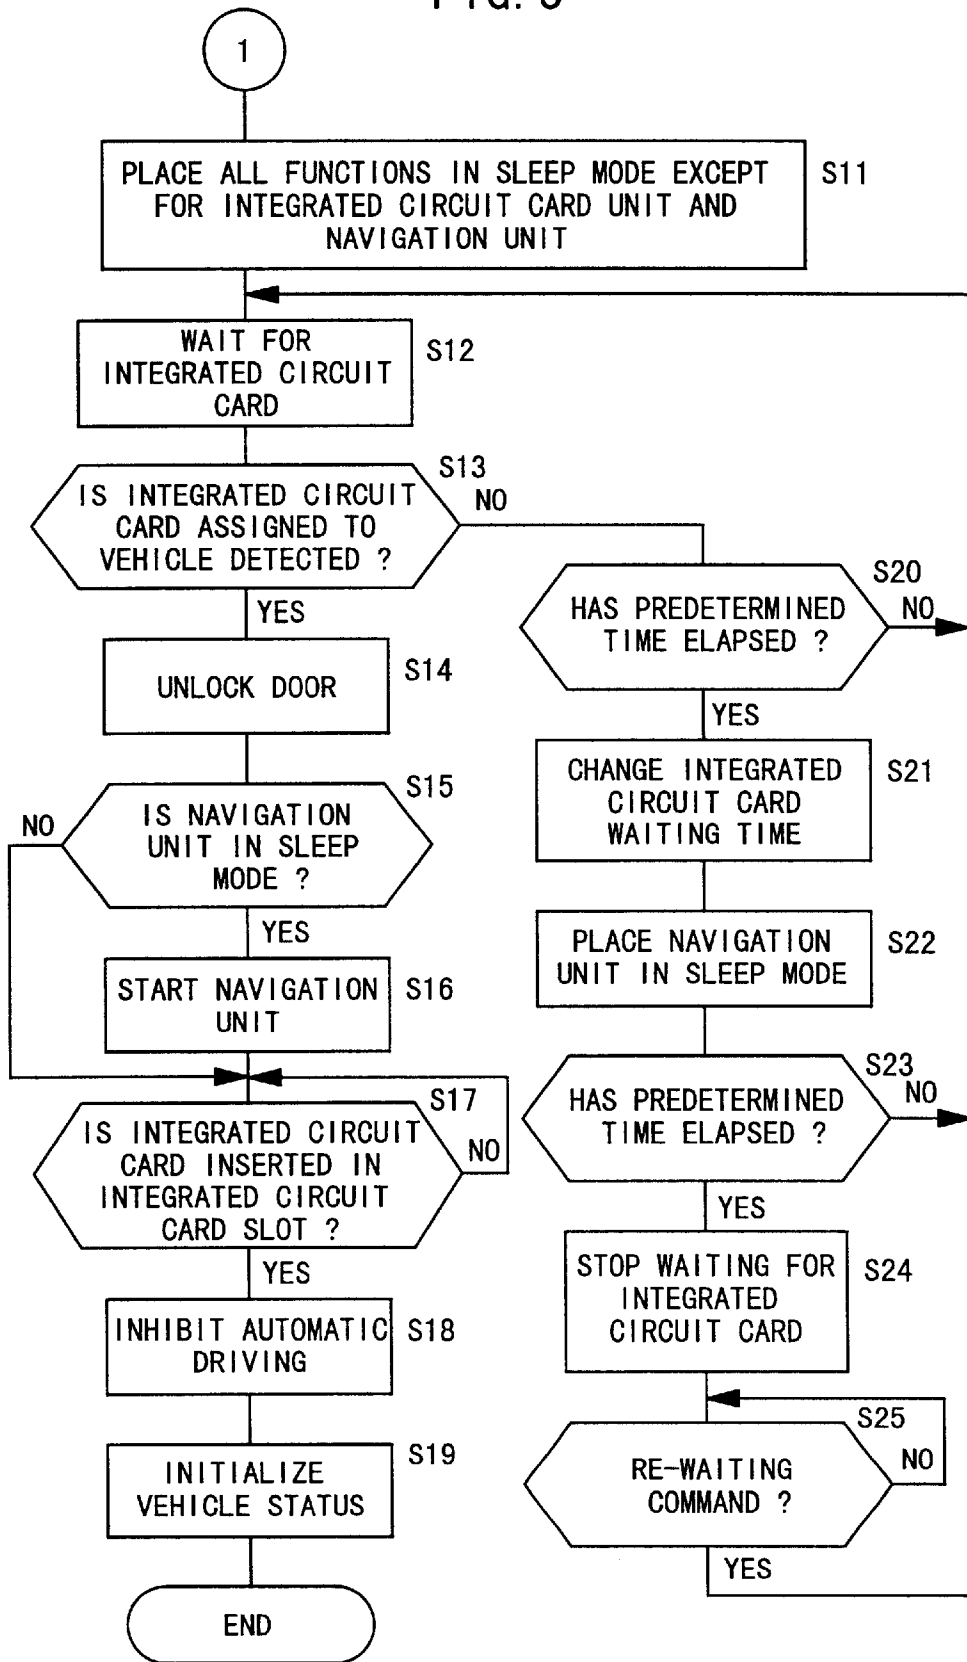 1
PLACE ALL FUNCTIONS IN SLEEP MODE EXCEPT
FOR INTEGRATED CIRCUIT CARD UNIT AND
NAVIGATION UNIT
S11
WAIT FOR
INTEGRATED CIRCUIT
CARD
S12
IS INTEGRATED CIRCUIT
CARD ASSIGNED TO
VEHICLE DETECTED ?
S13
NO
YES
UNLOCK DOOR
S14
IS NAVIGATION
UNIT IN SLEEP
MODE ?
S15
NO
YES
START NAVIGATION
UNIT
S16
IS INTEGRATED CIRCUIT
CARD INSERTED IN
INTEGRATED CIRCUIT
CARD SLOT ?
S17
NO
YES
INHIBIT AUTOMATIC
DRIVING
S18
INITIALIZE
VEHICLE STATUS
S19
END
HAS PREDETERMINED
TIME ELAPSED ?
S20
NO
YES
CHANGE INTEGRATED
CIRCUIT CARD
WAITING TIME
S21
PLACE NAVIGATION
UNIT IN SLEEP MODE
S22
HAS PREDETERMINED
TIME ELAPSED ?
S23
NO
YES
STOP WAITING FOR
INTEGRATED
CIRCUIT CARD
S24
RE-WAITING
COMMAND ?
S25
NO
YES